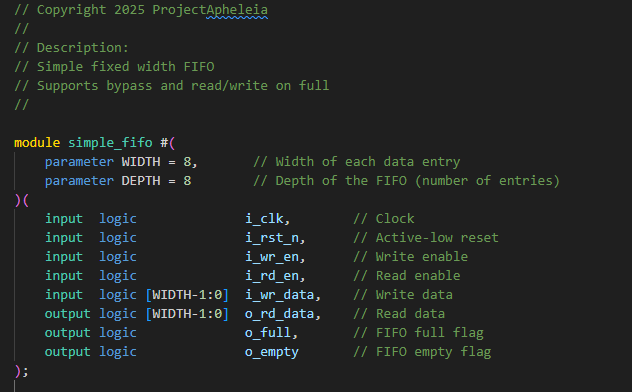 // Copyright 2025 ProjectApheleia
//
// Description:
// Simple fixed width FIFO
// Supports bypass and read/write on full
//
module simple_fifo #(
    parameter WIDTH = 8,       // Width of each data entry
    parameter DEPTH = 8        // Depth of the FIFO (number of entries)
)(
    input  logic              i_clk,        // Clock
    input  logic              i_rst_n,      // Active-low reset
    input  logic              i_wr_en,      // Write enable
    input  logic              i_rd_en,      // Read enable
    input  logic [WIDTH-1:0]  i_wr_data,    // Write data
    output logic [WIDTH-1:0]  o_rd_data,    // Read data
    output logic              o_full,       // FIFO full flag
    output logic              o_empty       // FIFO empty flag
);